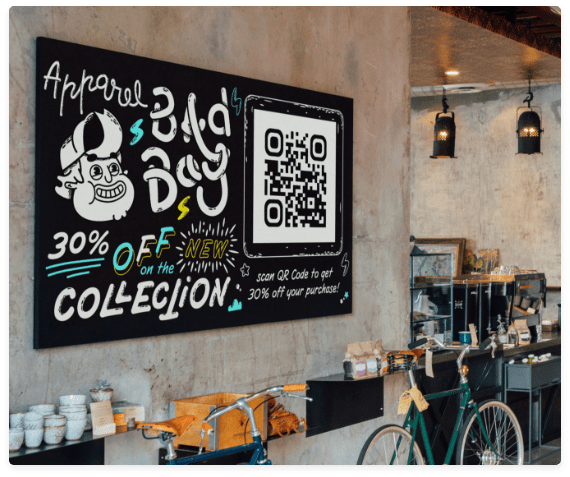 Apparel
Bad
Boy
30% OFF on the NEW
COLLECTION
scan QR Code to get
30% off your purchase!